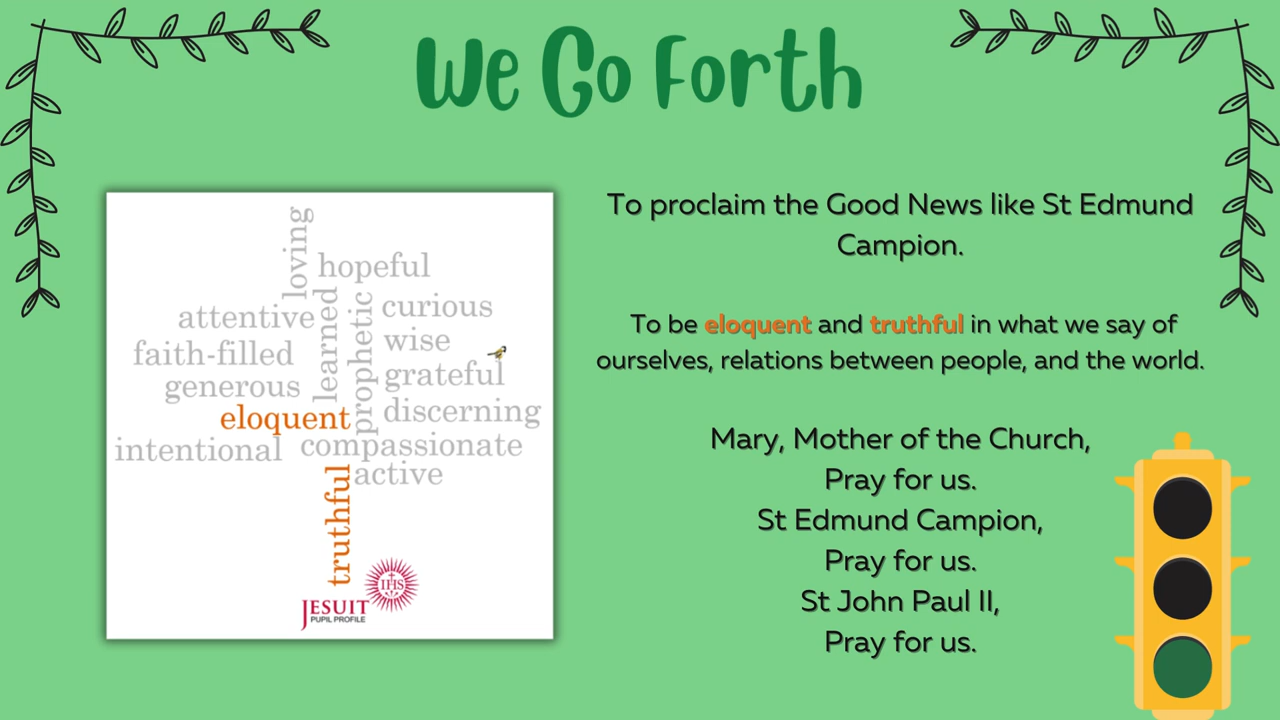 We Go Forth
loving
hopeful
learned
prophetic
curious
attentive
wise
faith-filled
grateful
generous
eloquent
discerning
intentional
compassionate
active
truthful
IHS
JESUIT
PUPIL PROFILE
To proclaim the Good News like St Edmund
Campion.
To be eloquent and truthful in what we say of
ourselves, relations between people, and the world.
Mary, Mother of the Church,
Pray for us.
St Edmund Campion,
Pray for us.
St John Paul II,
Pray for us.